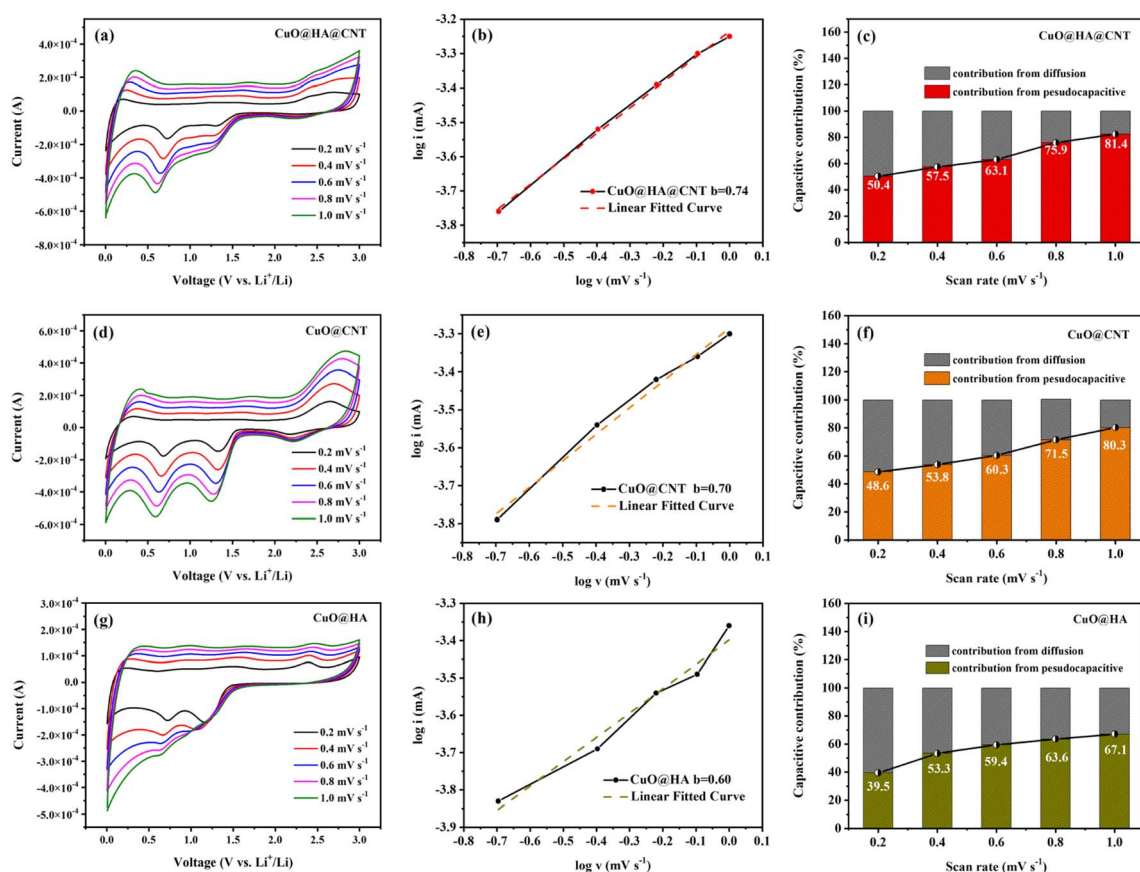 (a) CuO@HA@CNT
4.0×10⁻⁴
2.0×10⁻⁴
0.0
-2.0×10⁻⁴
-4.0×10⁻⁴
-6.0×10⁻⁴
-8.0×10⁻⁴
Current (A)
0.2 mV s⁻¹
0.4 mV s⁻¹
0.6 mV s⁻¹
0.8 mV s⁻¹
1.0 mV s⁻¹
0.0 0.5 1.0 1.5 2.0 2.5 3.0
Voltage (V vs. Li⁺/Li)
(b)
-3.2
-3.3
-3.4
-3.5
-3.6
-3.7
-3.8
log i (mA)
CuO@HA@CNT b=0.74
Linear Fitted Curve
-0.8 -0.7 -0.6 -0.5 -0.4 -0.3 -0.2 -0.1 0.0 0.1
log v (mV s⁻¹)
(c) CuO@HA@CNT
160
140
120
100
80
60
40
20
0
Capacitive contribution (%)
contribution from diffusion
contribution from pesudocapacitive
50.4 57.5 63.1 75.9 81.4
0.2 0.4 0.6 0.8 1.0
Scan rate (mV s⁻¹)
(d) CuO@CNT
6.0×10⁻⁴
4.0×10⁻⁴
2.0×10⁻⁴
0.0
-2.0×10⁻⁴
-4.0×10⁻⁴
-6.0×10⁻⁴
Current (A)
0.2 mV s⁻¹
0.4 mV s⁻¹
0.6 mV s⁻¹
0.8 mV s⁻¹
1.0 mV s⁻¹
0.0 0.5 1.0 1.5 2.0 2.5 3.0
Voltage (V vs. Li⁺/Li)
(e)
-3.3
-3.4
-3.5
-3.6
-3.7
-3.8
log i (mA)
CuO@CNT b=0.70
Linear Fitted Curve
-0.8 -0.7 -0.6 -0.5 -0.4 -0.3 -0.2 -0.1 0.0 0.1
log v (mV s⁻¹)
(f) CuO@CNT
160
140
120
100
80
60
40
20
0
Capacitive contribution (%)
contribution from diffusion
contribution from pesudocapacitive
48.6 53.8 60.3 71.5 80.3
0.2 0.4 0.6 0.8 1.0
Scan rate (mV s⁻¹)
(g) CuO@HA
3.0×10⁻⁴
2.0×10⁻⁴
1.0×10⁻⁴
0.0
-1.0×10⁻⁴
-2.0×10⁻⁴
-3.0×10⁻⁴
-4.0×10⁻⁴
-5.0×10⁻⁴
Current (A)
0.2 mV s⁻¹
0.4 mV s⁻¹
0.6 mV s⁻¹
0.8 mV s⁻¹
1.0 mV s⁻¹
0.0 0.5 1.0 1.5 2.0 2.5 3.0
Voltage (V vs. Li⁺/Li)
(h)
-3.3
-3.4
-3.5
-3.6
-3.7
-3.8
-3.9
log i (mA)
CuO@HA b=0.60
Linear Fitted Curve
-0.8 -0.7 -0.6 -0.5 -0.4 -0.3 -0.2 -0.1 0.0 0.1
log v (mV s⁻¹)
(i) CuO@HA
160
140
120
100
80
60
40
20
0
Capacitive contribution (%)
contribution from diffusion
contribution from pesudocapacitive
39.5 53.3 59.4 63.6 67.1
0.2 0.4 0.6 0.8 1.0
Scan rate (mV s⁻¹)